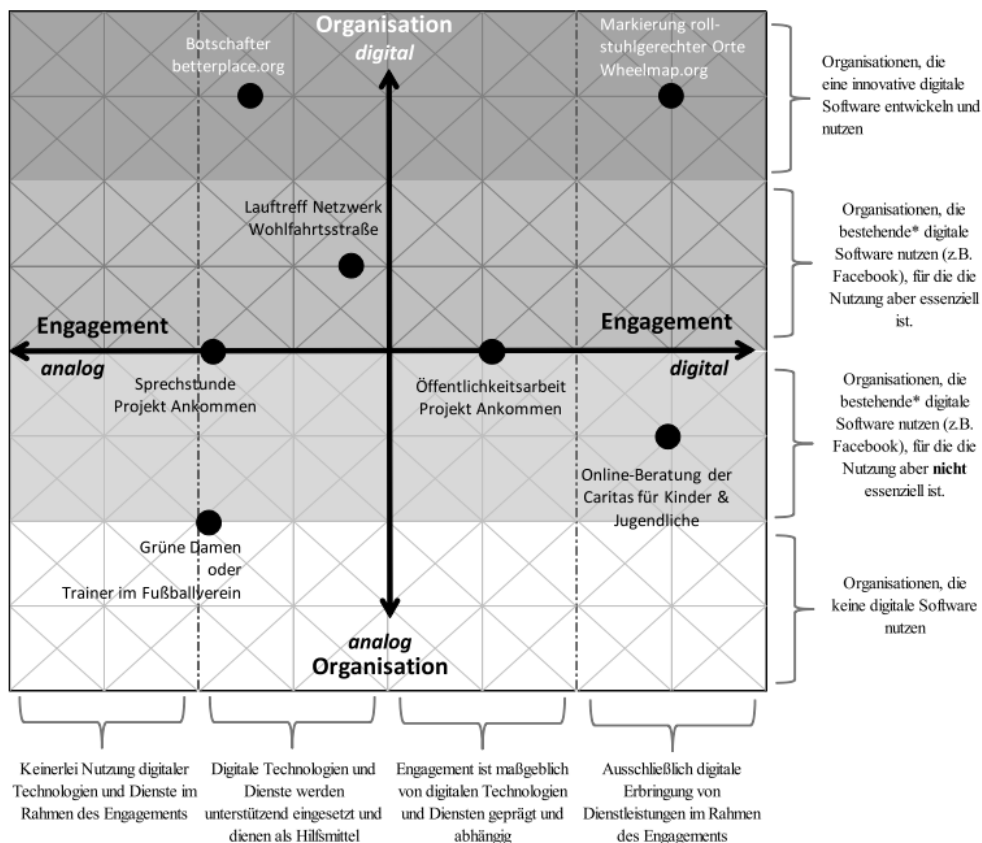 Organisation
digital
Botschafter
betterplace.org
Markierung roll-
stuhlgerechter Orte
Wheelmap.org
Organisationen, die
eine innovative digitale
Software entwickeln und
nutzen
Lauftreff Netzwerk
Wohlfahrtsstraße
Organisationen, die
bestehende* digitale
Software nutzen (z.B.
Facebook), für die die
Nutzung aber essenziell
ist.
Engagement
analog
Engagement
digital
Sprechstunde
Projekt Ankommen
Öffentlichkeitsarbeit
Projekt Ankommen
Organisationen, die
bestehende* digitale
Software nutzen (z.B.
Facebook), für die die
Nutzung aber nicht
essenziell ist.
Online-Beratung der
Caritas für Kinder &
Jugendliche
Grüne Damen
oder
Trainer im Fußballverein
Organisationen, die
keine digitale Software
nutzen
analog
Organisation
Keinerlei Nutzung digitaler
Technologien und Dienste im
Rahmen des Engagements
Digitale Technologien und
Dienste werden
unterstützend eingesetzt und
dienen als Hilfsmittel
Engagement ist maßgeblich
von digitalen Technologien
und Diensten geprägt und
abhängig
Ausschließlich digitale
Erbringung von
Dienstleistungen im Rahmen
des Engagements